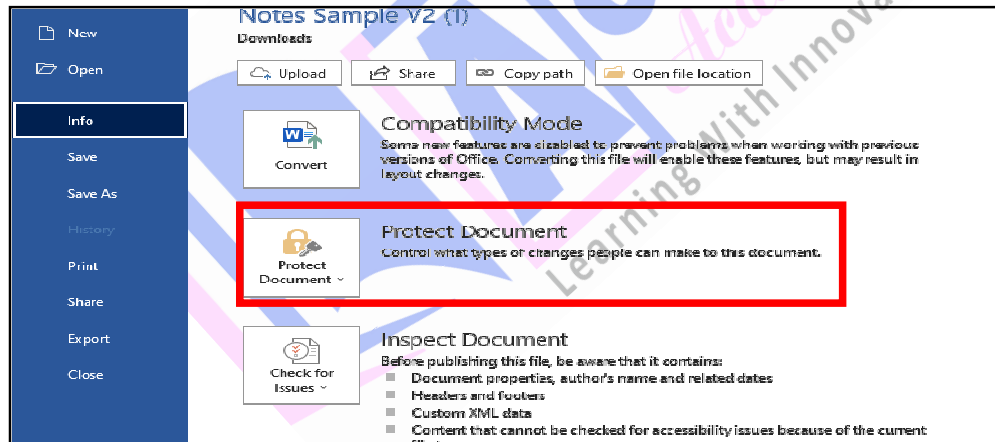 Notes Sample V2 (1)
Downloads
New
Open
Info
Save
Save As
History
Print
Share
Export
Close
Upload
Share
Copy path
Open file location
Convert
Compatibility Mode
Some new features are disabled to prevent problems when working with previous
versions of Office. Converting this file will enable these features, but may result in
layout changes.
Protect
Document
Protect Document
Control what types of changes people can make to this document.
Check for
Issues
Inspect Document
Before publishing this file, be aware that it contains:
Document properties, author's name and related dates
Headers and footers
Custom XML data
Content that cannot be checked for accessibility issues because of the current
Learning With Innova